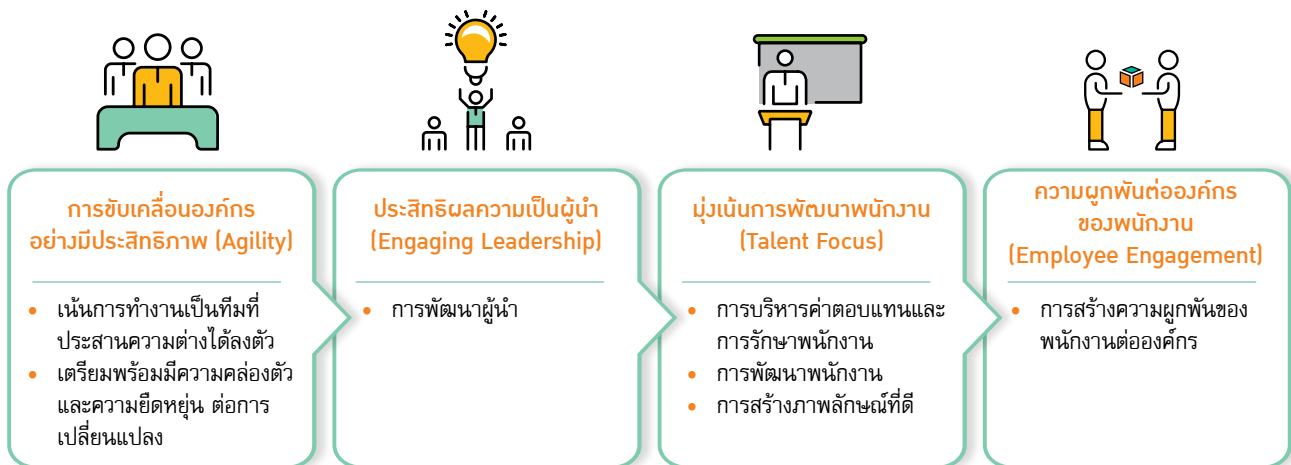 การขับเคลื่อนองค์กร
อย่างมีประสิทธิภาพ (Agility)
• เน้นการทำงานเป็นทีมที่
ประสานความต่างได้ลงตัว
• เตรียมพร้อมมีความคล่องตัว
และความยืดหยุ่น ต่อการ
เปลี่ยนแปลง
ประสิทธิผลความเป็นผู้นำ
(Engaging Leadership)
• การพัฒนาผู้นำ
มุ่งเน้นการพัฒนาพนักงาน
(Talent Focus)
• การบริหารค่าตอบแทนและ
การรักษาพนักงาน
• การพัฒนาพนักงาน
• การสร้างภาพลักษณ์ที่ดี
ความผูกพันต่อองค์กร
ของพนักงาน
(Employee Engagement)
• การสร้างความผูกพันของ
พนักงานต่อองค์กร